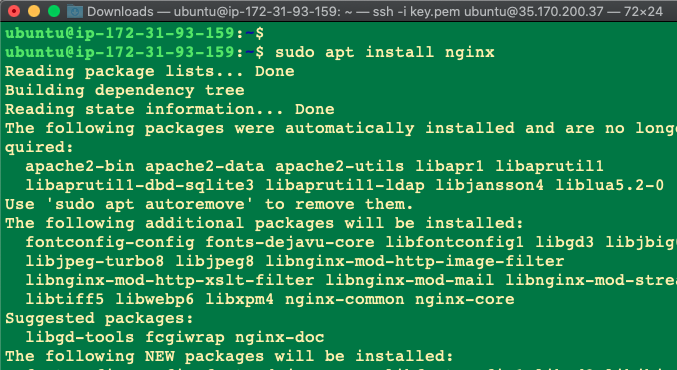 Downloads — ubuntu@ip-172-31-93-159: ~ — ssh -i key.pem ubuntu@35.170.200.37 — 72×24
ubuntu@ip-172-31-93-159:~$
ubuntu@ip-172-31-93-159:~$ sudo apt install nginx
Reading package lists... Done
Building dependency tree
Reading state information... Done
The following packages were automatically installed and are no longe
quired:
apache2-bin apache2-data apache2-utils libapr1 libaprutil1
libaprutil1-dbd-sqlite3 libaprutil1-ldap libjansson4 liblua5.2-0
Use 'sudo apt autoremove' to remove them.
The following additional packages will be installed:
fontconfig-config fonts-dejavu-core libfontconfig1 libgd3 libjbig
libjpeg-turbo8 libjpeg8 libnginx-mod-http-image-filter
libnginx-mod-http-xslt-filter libnginx-mod-mail libnginx-mod-stre
libtiff5 libwebp6 libxpm4 nginx-common nginx-core
Suggested packages:
libgd-tools fcgiwrap nginx-doc
The following NEW packages will be installed: